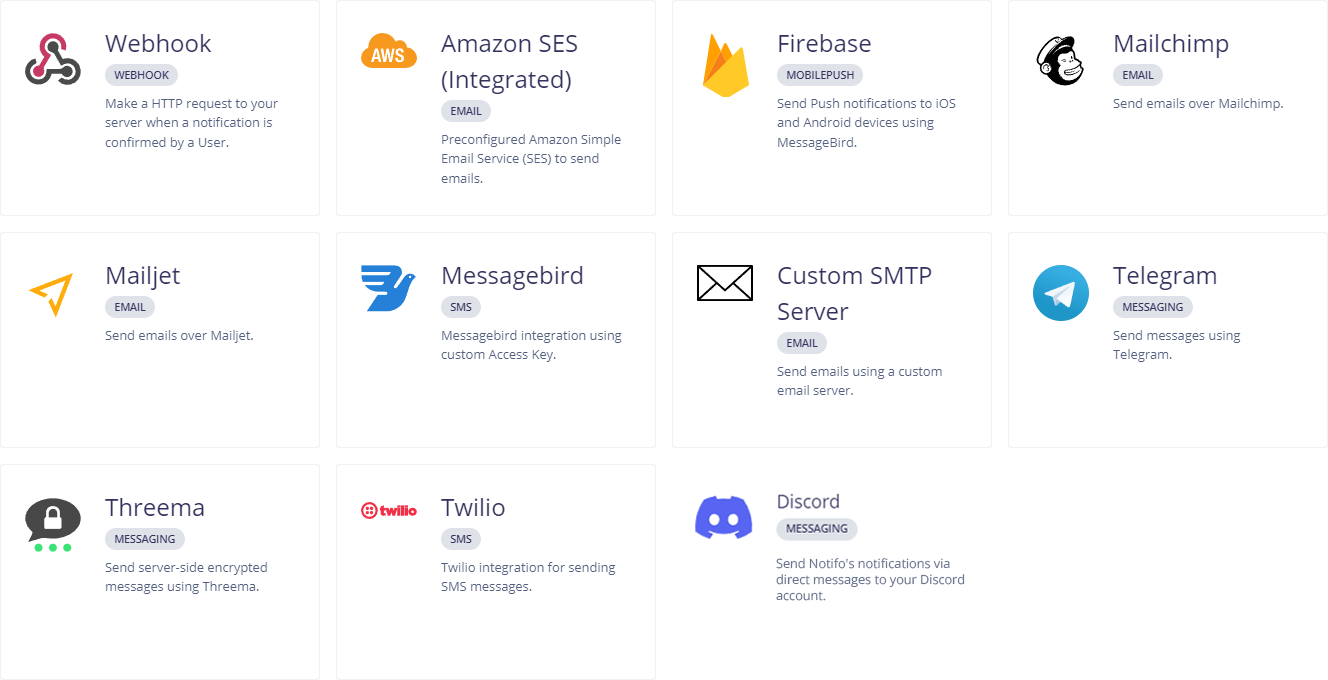 Webhook
WEBHOOK
Make a HTTP request to your
server when a notification is
confirmed by a User.
AWS
Amazon SES
(Integrated)
EMAIL
Preconfigured Amazon Simple
Email Service (SES) to send
emails.
Firebase
MOBILEPUSH
Send Push notifications to iOS
and Android devices using
MessageBird.
Mailchimp
EMAIL
Send emails over Mailchimp.
Mailjet
EMAIL
Send emails over Mailjet.
Messagebird
SMS
Messagebird integration using
custom Access Key.
Custom SMTP
Server
EMAIL
Send emails using a custom
email server.
Telegram
MESSAGING
Send messages using
Telegram.
Threema
MESSAGING
Send server-side encrypted
messages using Threema.
twilio
Twilio
SMS
Twilio integration for sending
SMS messages.
Discord
MESSAGING
Send Notifo's notifications via
direct messages to your Discord
account.